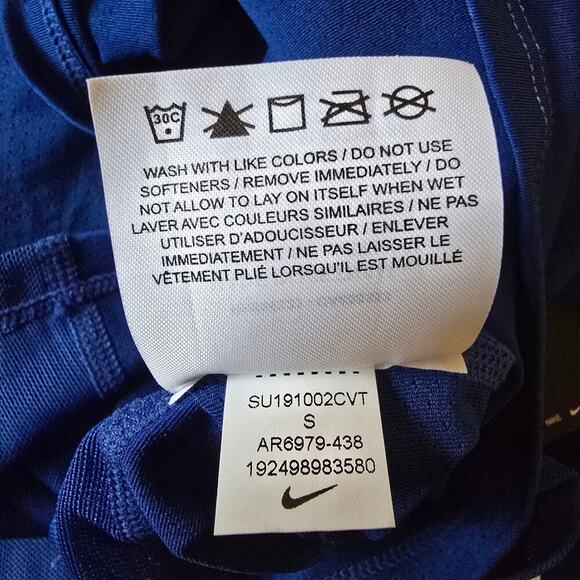 30C
WASH WITH LIKE COLORS / DO NOT USE
SOFTENERS / REMOVE IMMEDIATELY / DO
NOT ALLOW TO LAY ON ITSELF WHEN WET
LAVER AVEC COULEURS SIMILAIRES / NE PAS
UTILISER D'ADOUCISSEUR / ENLEVER
IMMEDIATEMENT / NE PAS LAISSER LE
VÊTEMENT PLIÉ LORSQU'IL EST MOUILLÉ
SU191002CVT
S
AR6979-438
192498983580
NIKE